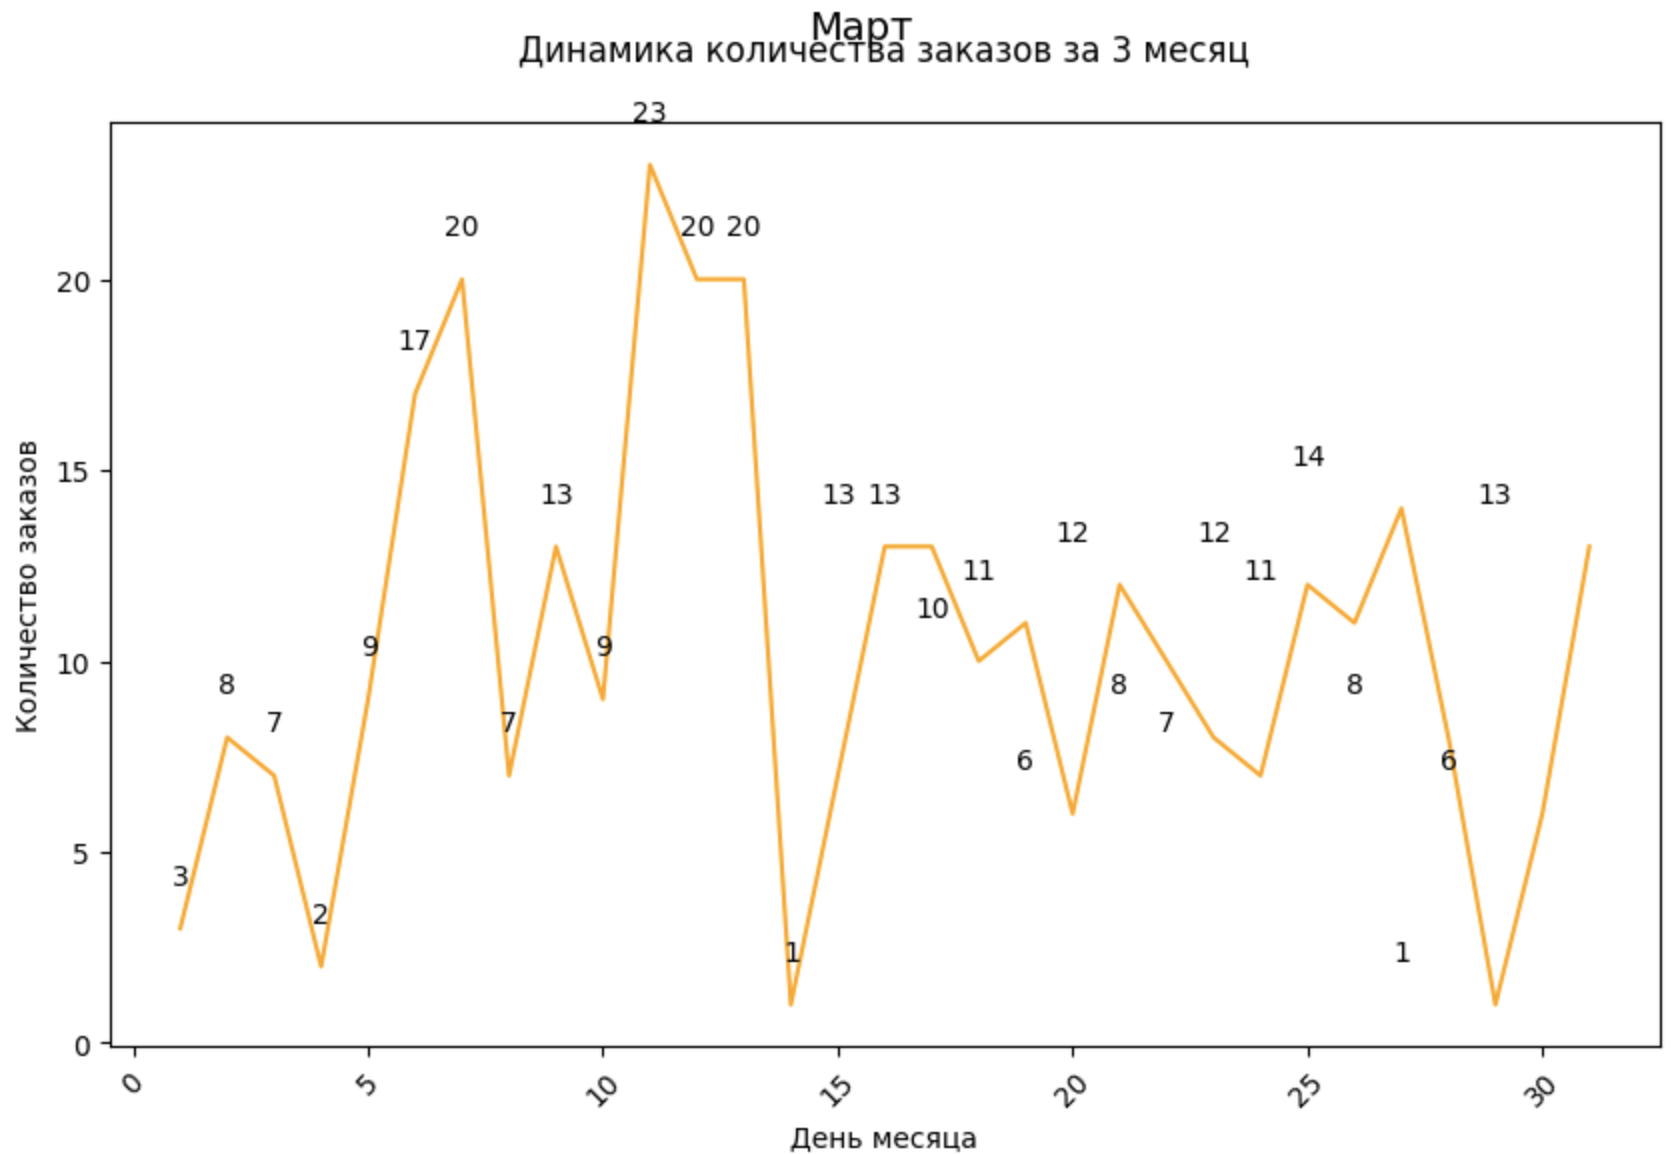 Март
Динамика количества заказов за 3 месяц
23
20 20 20
17
14
13 13 13 13
12 12
11 11
10
9 9
8 8 8
7 7 7
6 6
3
2
1 1
Количество заказов
20
15
10
5
0
0 5 10 15 20 25 30
День месяца